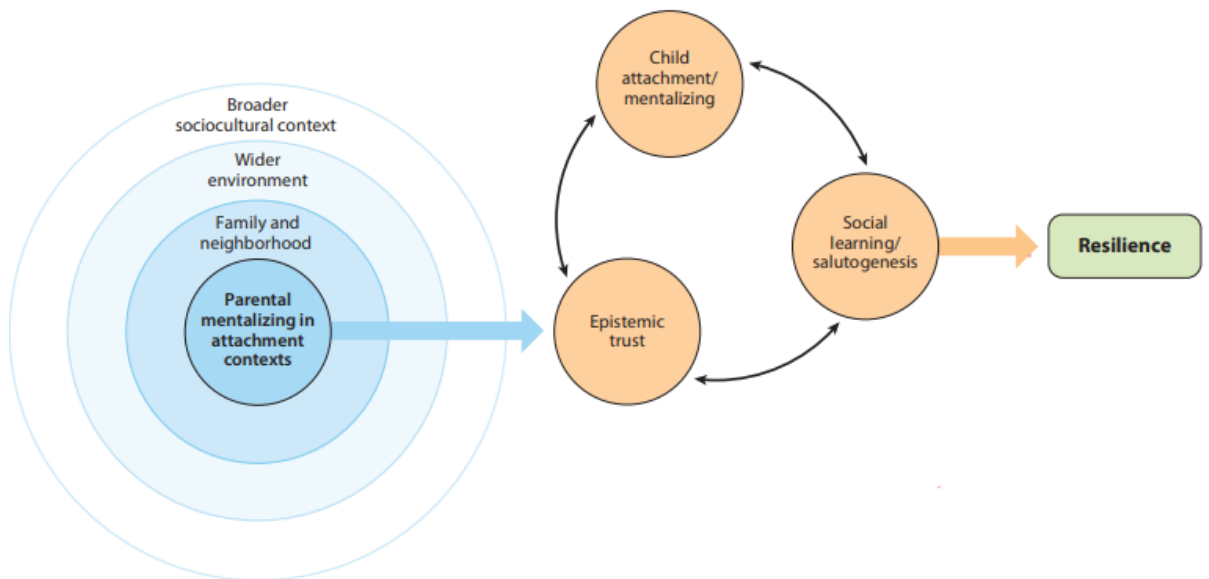 Broader
sociocultural context
Wider
environment
Family and
neighborhood
Parental
mentalizing in
attachment
contexts
Child
attachment/
mentalizing
Epistemic
trust
Social
learning/
salutogenesis
Resilience